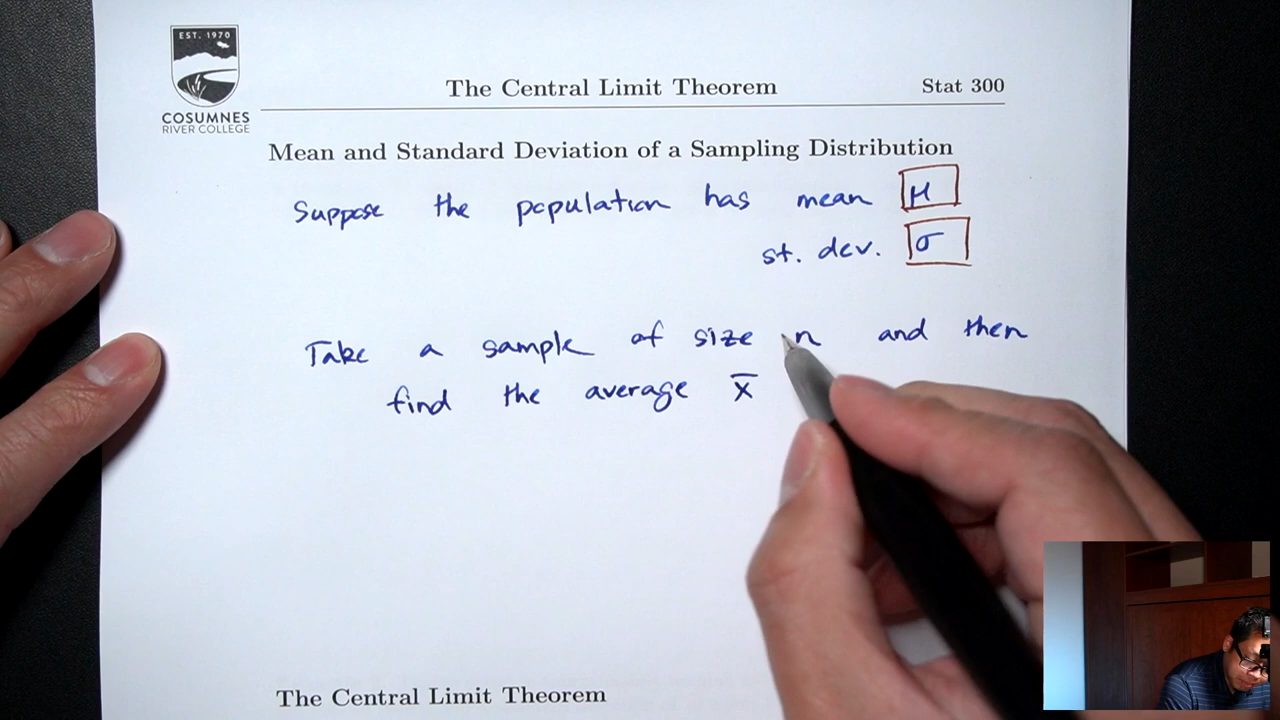 EST. 1970
COSUMNES
RIVER COLLEGE
The Central Limit Theorem Stat 300
Mean and Standard Deviation of a Sampling Distribution
Suppose the population has mean μ
st. dev. σ
Take a sample of size n and then
find the average x̄
The Central Limit Theorem